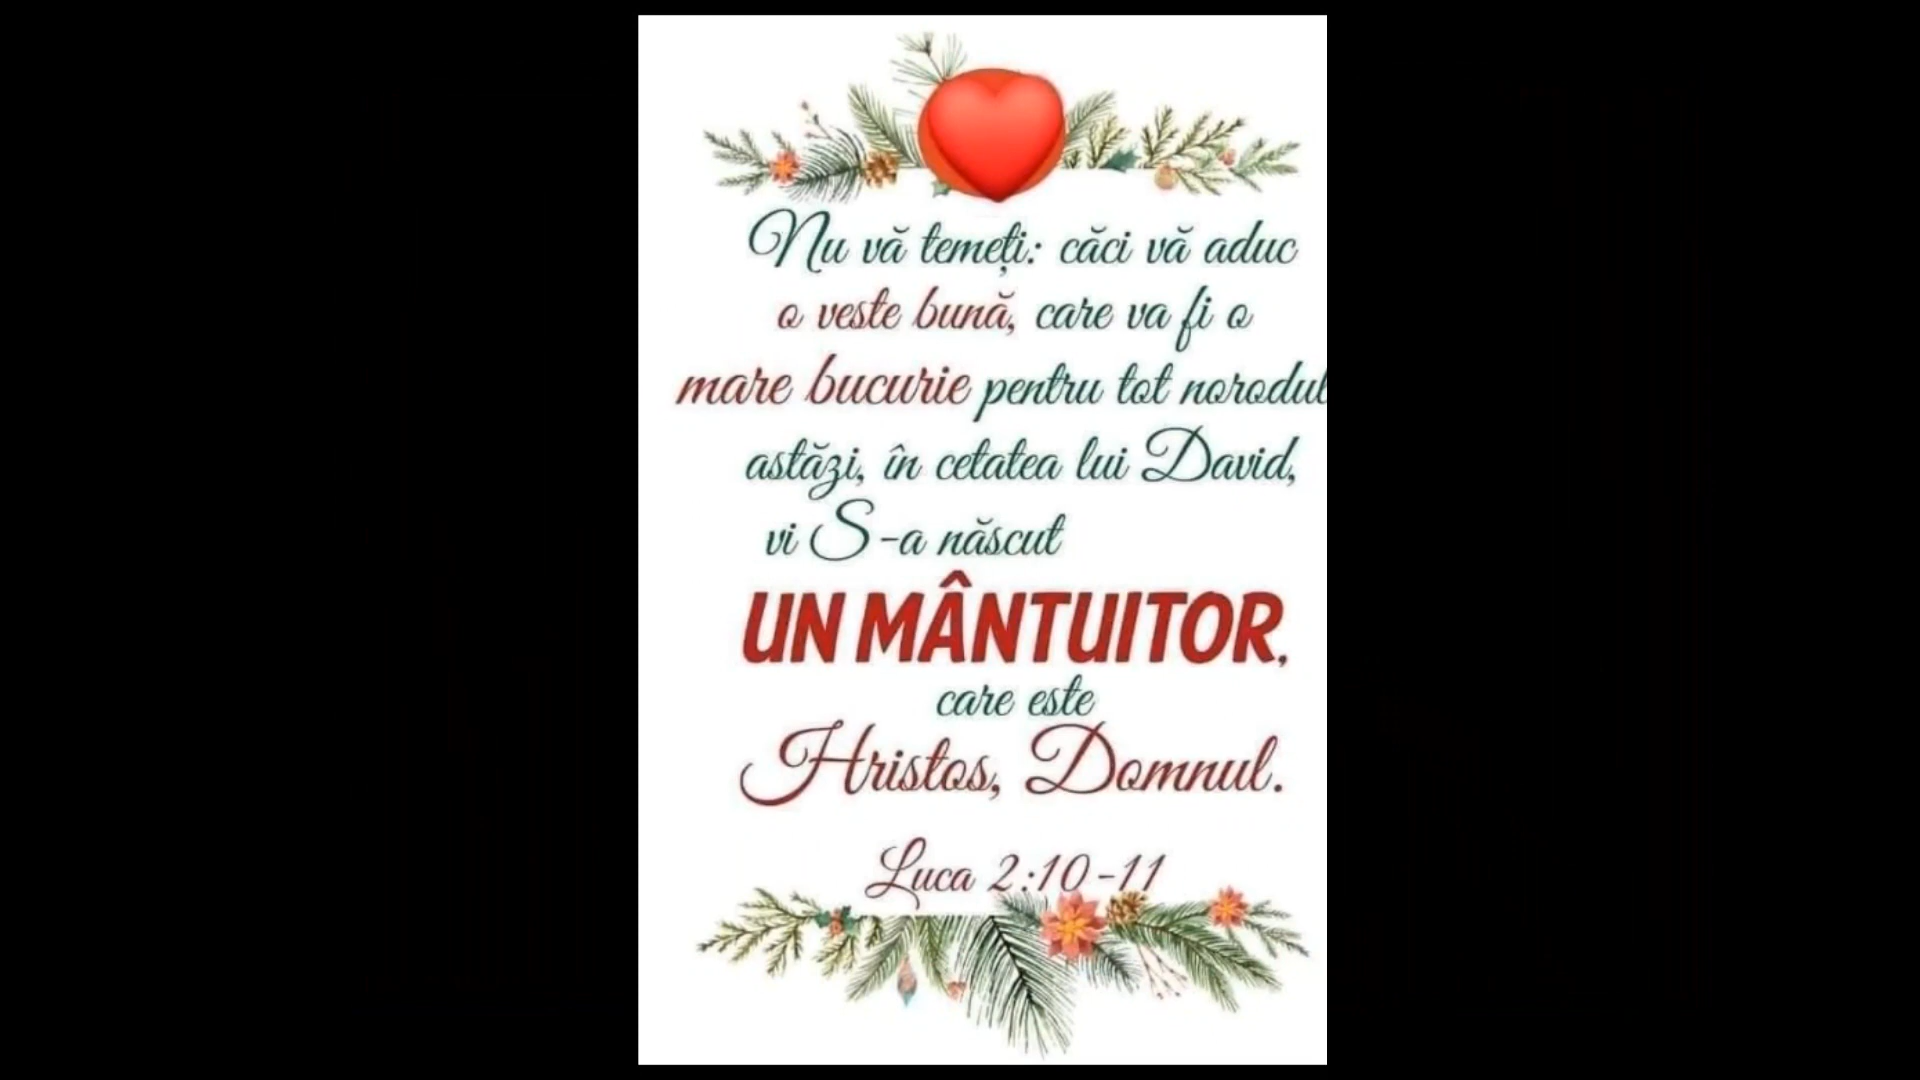 Nu vă temeți: căci vă aduc
o veste bună, care va fi o
mare bucurie pentru tot norodul
astăzi, în cetatea lui David,
vi S-a născut
UN MÂNTUITOR,
care este
Hristos, Domnul.
Luca 2:10-11